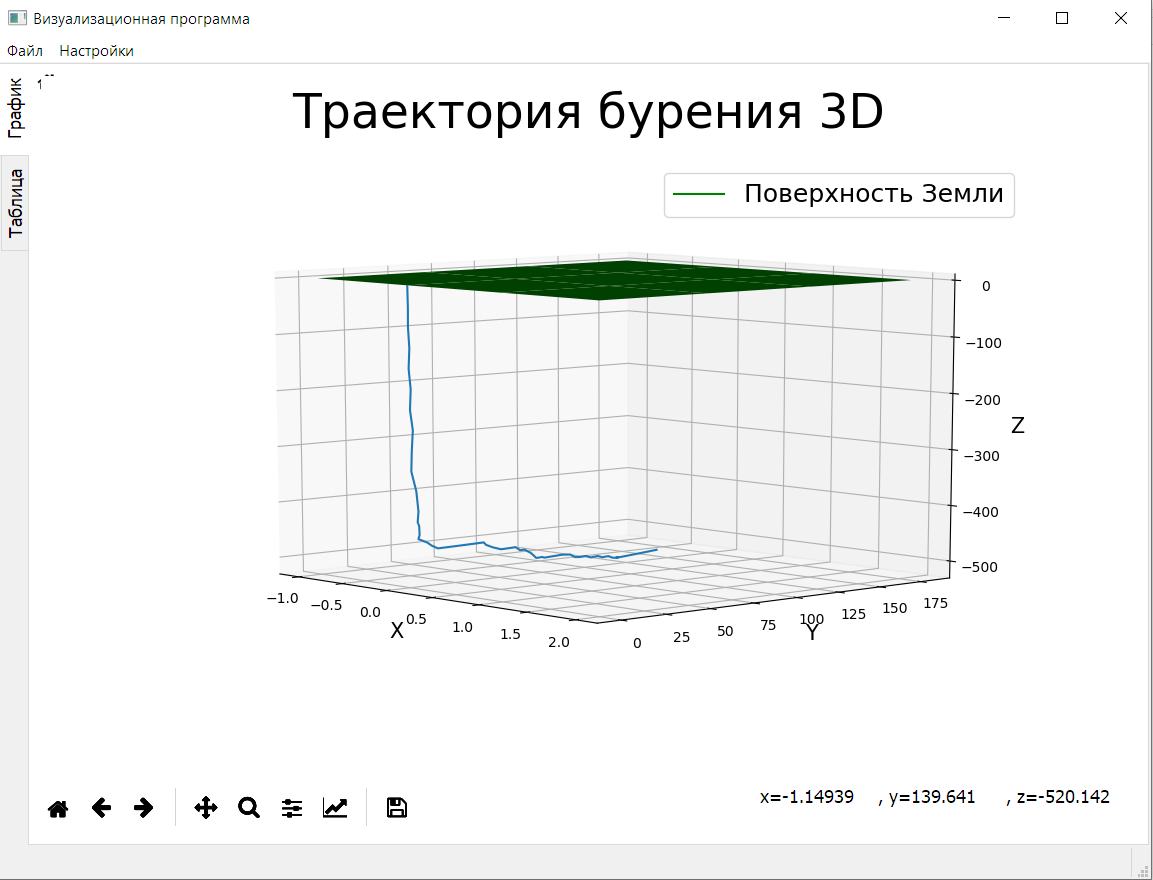 Визуализационная программа
Файл Настройки
График
Таблица
Траектория бурения 3D
Поверхность Земли
0
−100
−200
−300
−400
−500
Z
−1.0 −0.5 0.0 0.5 1.0 1.5 2.0
X
0 25 50 75 100 125 150 175
Y
x=-1.14939 , y=139.641 , z=-520.142